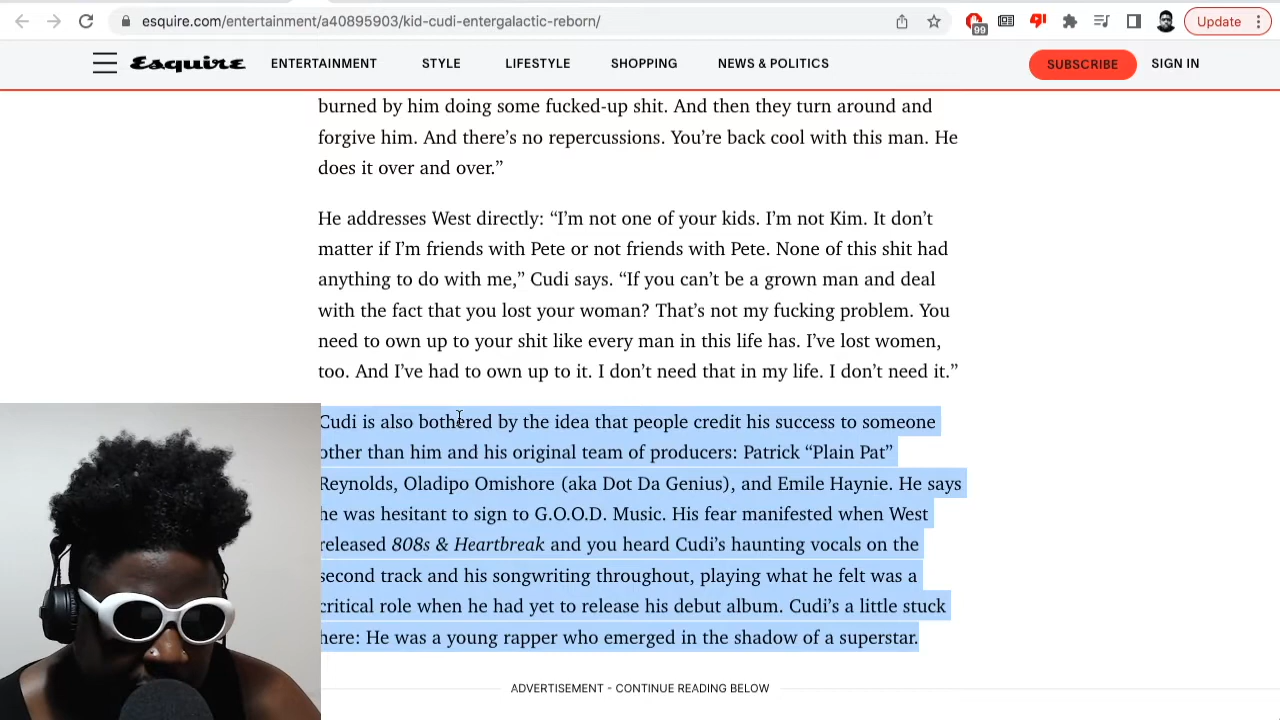 esquire.com/entertainment/a40895903/kid-cudi-entergalactic-reborn/
99
Update
Esquire
ENTERTAINMENT
STYLE
LIFESTYLE
SHOPPING
NEWS & POLITICS
SUBSCRIBE
SIGN IN
burned by him doing some fucked-up shit. And then they turn around and
forgive him. And there’s no repercussions. You’re back cool with this man. He
does it over and over.”
He addresses West directly: “I’m not one of your kids. I’m not Kim. It don’t
matter if I’m friends with Pete or not friends with Pete. None of this shit had
anything to do with me,” Cudi says. “If you can’t be a grown man and deal
with the fact that you lost your woman? That’s not my fucking problem. You
need to own up to your shit like every man in this life has. I’ve lost women,
too. And I’ve had to own up to it. I don’t need that in my life. I don’t need it.”
Cudi is also bothered by the idea that people credit his success to someone
other than him and his original team of producers: Patrick “Plain Pat”
Reynolds, Oladipo Omishore (aka Dot Da Genius), and Emile Haynie. He says
he was hesitant to sign to G.O.O.D. Music. His fear manifested when West
released 808s & Heartbreak and you heard Cudi’s haunting vocals on the
second track and his songwriting throughout, playing what he felt was a
critical role when he had yet to release his debut album. Cudi’s a little stuck
here: He was a young rapper who emerged in the shadow of a superstar.
ADVERTISEMENT - CONTINUE READING BELOW